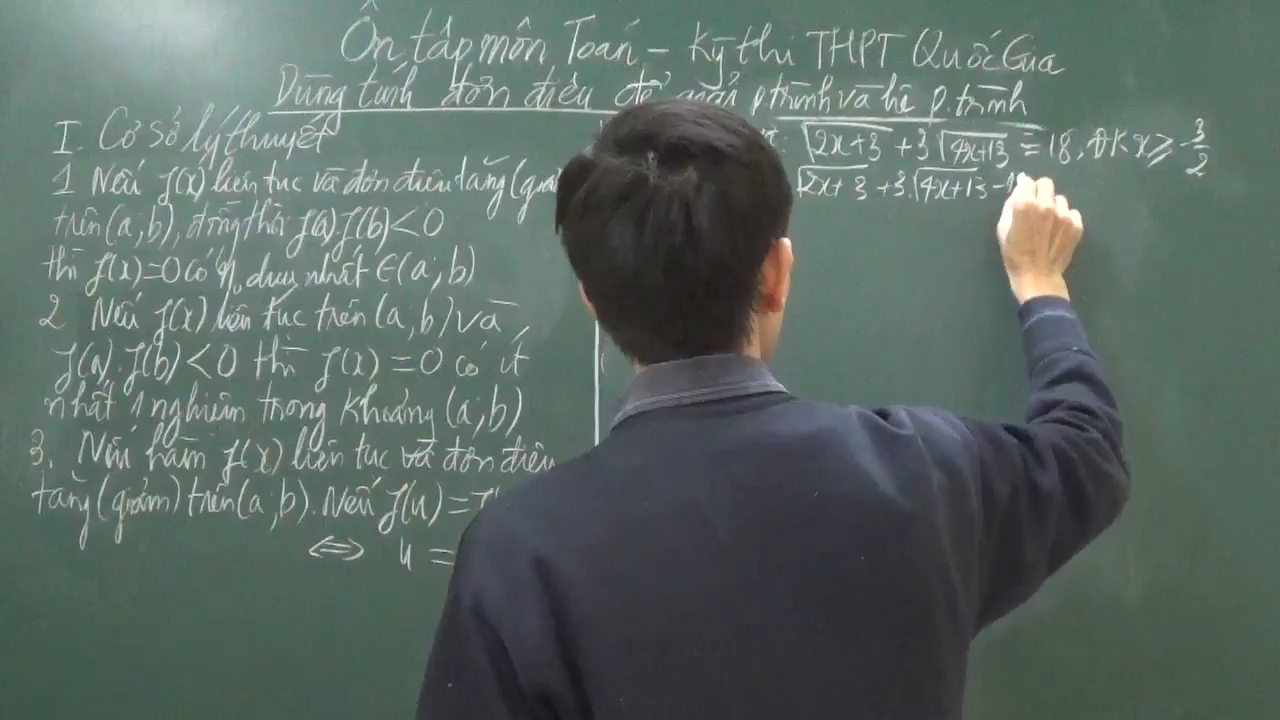 Ôn tập môn Toán - Kỳ thi THPT Quốc Gia
Dùng tính đơn điệu để giải p.trình và hệ p.trình
I. Cơ sở lý thuyết
1 Nếu f(x) liên tục và đơn điệu tăng (giả
trên (a;b), đồng thời f(a).f(b)<0
thì f(x)=0 có n0 duy nhất ∈(a;b)
2 Nếu f(x) liên tục trên (a;b) và
f(a).f(b)<0 thì f(x)=0 có ít
nhất 1 nghiệm trong khoảng (a;b)
3. Nếu hàm f(x) liên tục và đơn điệu
tăng (giảm) trên (a;b). Nếu f(u)=
⇔ u =
√2x+3 + 3√4x+13 = 18, ĐK x ≥ 3/2
√2x+3 + 3.√4x+13 -